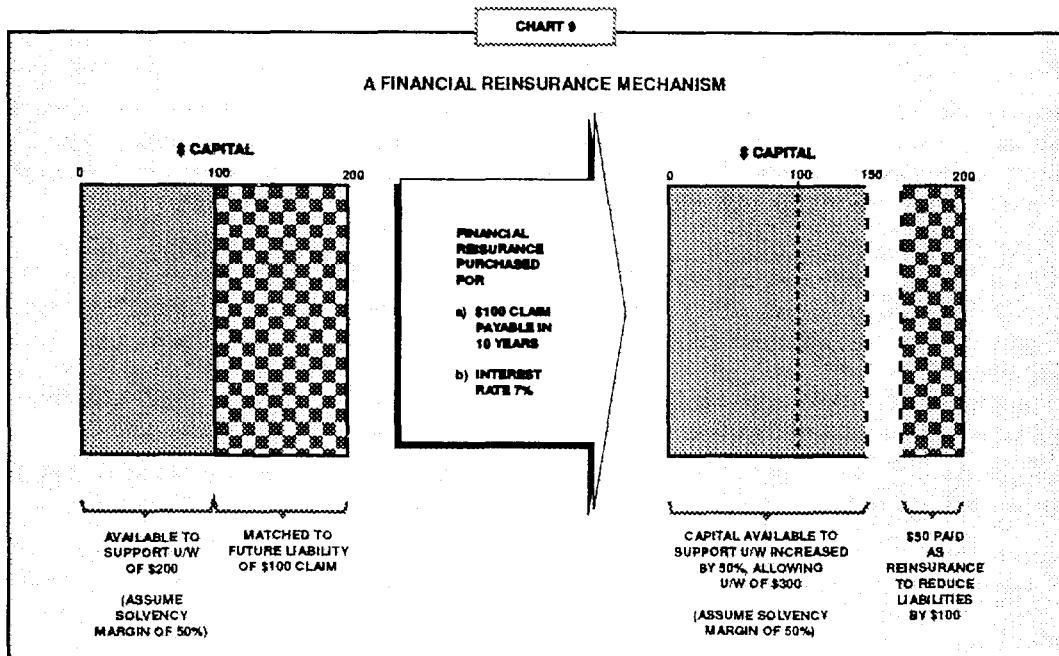 CHART 9
A FINANCIAL REINSURANCE MECHANISM
$ CAPITAL
0 100 200
AVAILABLE TO
SUPPORT U/W
OF $200
(ASSUME
SOLVENCY
MARGIN OF 50%)
MATCHED TO
FUTURE LIABILITY
OF $100 CLAIM
FINANCIAL
REISURANCE
PURCHASED
FOR
a) $100 CLAIM
PAYABLE IN
10 YEARS
b) INTEREST
RATE 7%
$ CAPITAL
0 100 150 200
CAPITAL AVAILABLE TO
SUPPORT U/W INCREASED
BY 50%, ALLOWING
U/W OF $300
(ASSUME SOLVENCY
MARGIN OF 50%)
$50 PAID
AS
REINSURANCE
TO REDUCE
LIABILITIES
BY $100